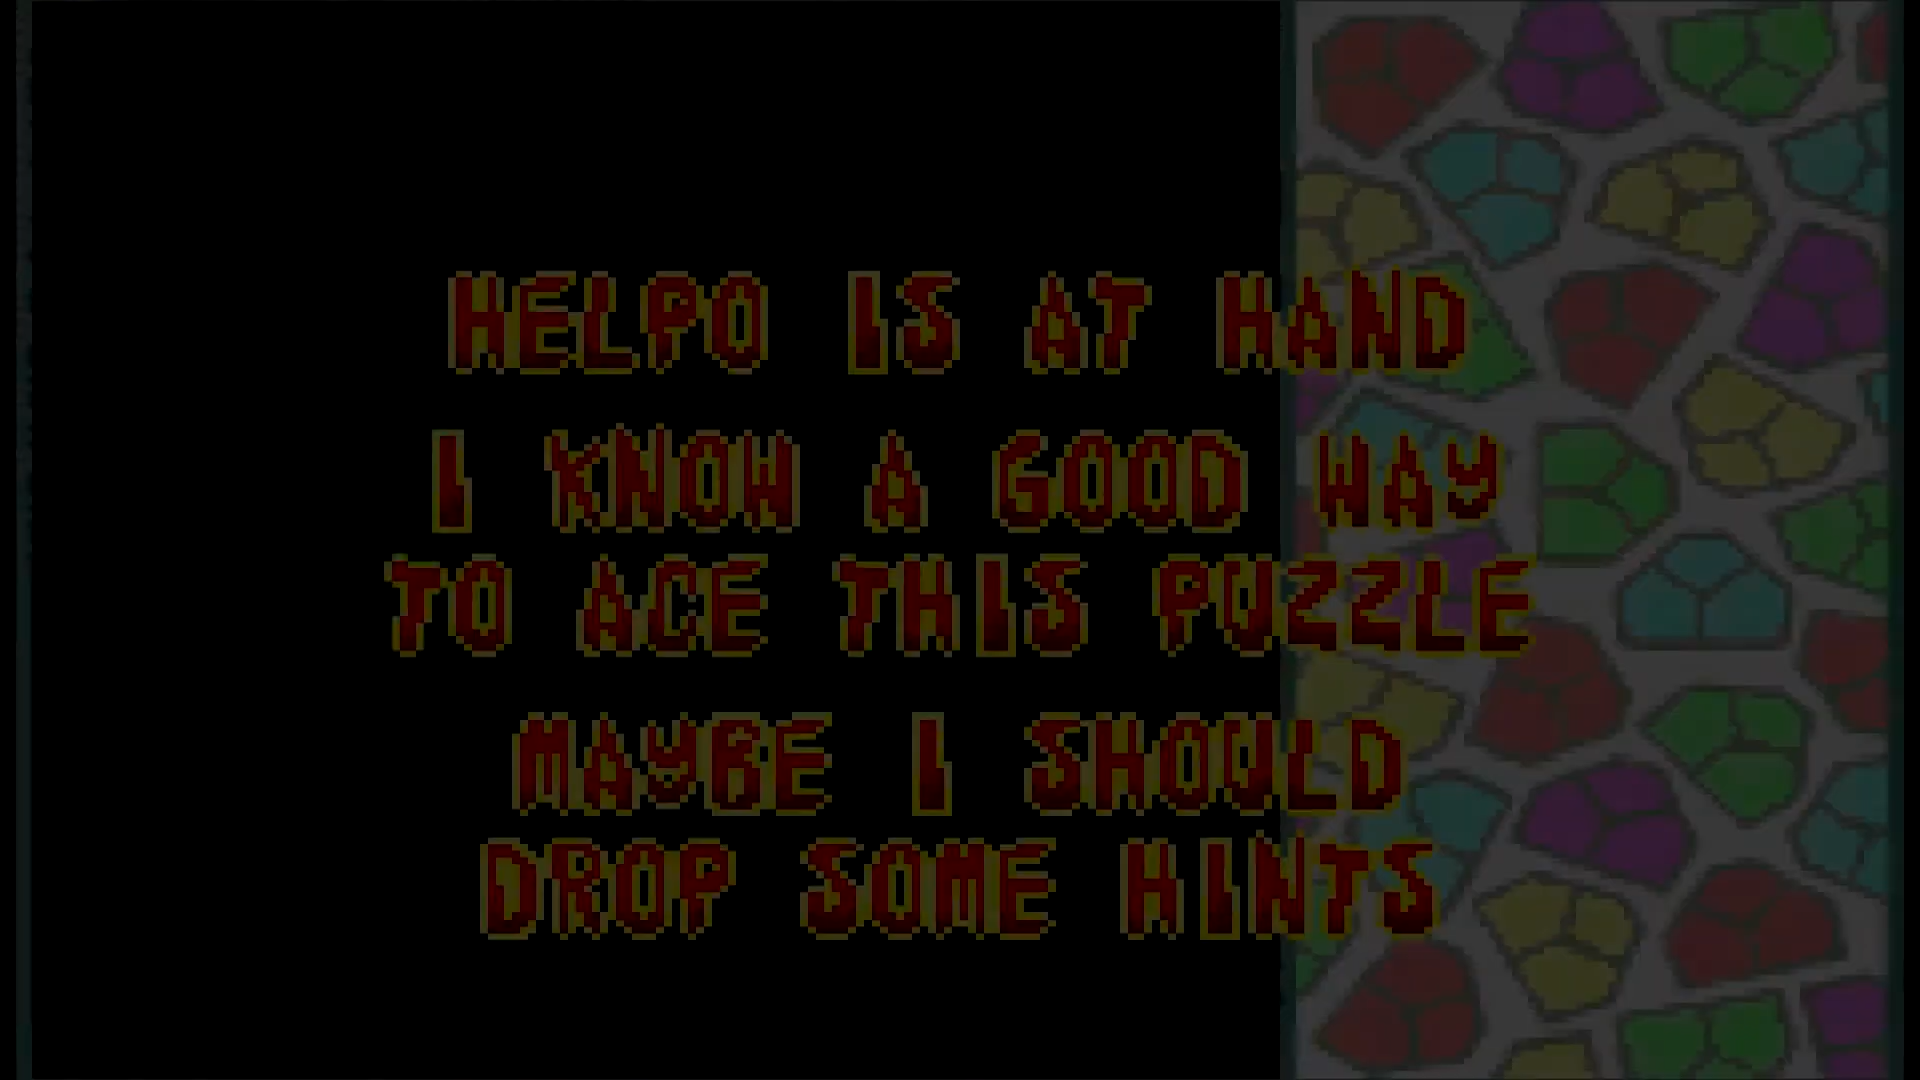 HELPO IS AT HAND
I KNOW A GOOD WAY
TO ACE THIS PUZZLE
MAYBE I SHOULD
DROP SOME HINTS